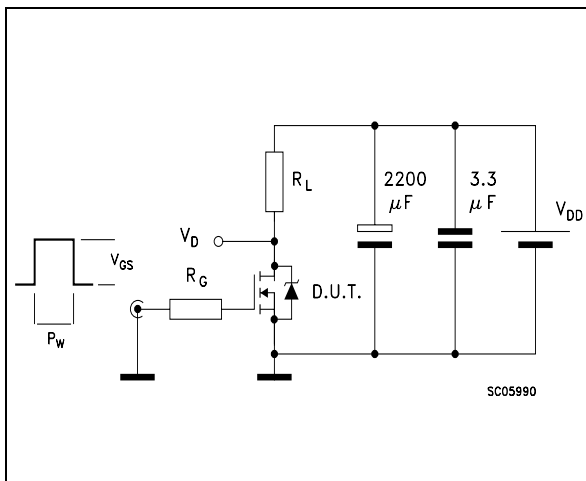 R_L
2200
μF
3.3
μF
V_DD
V_D
V_GS
R_G
D.U.T.
P_W
SC05990